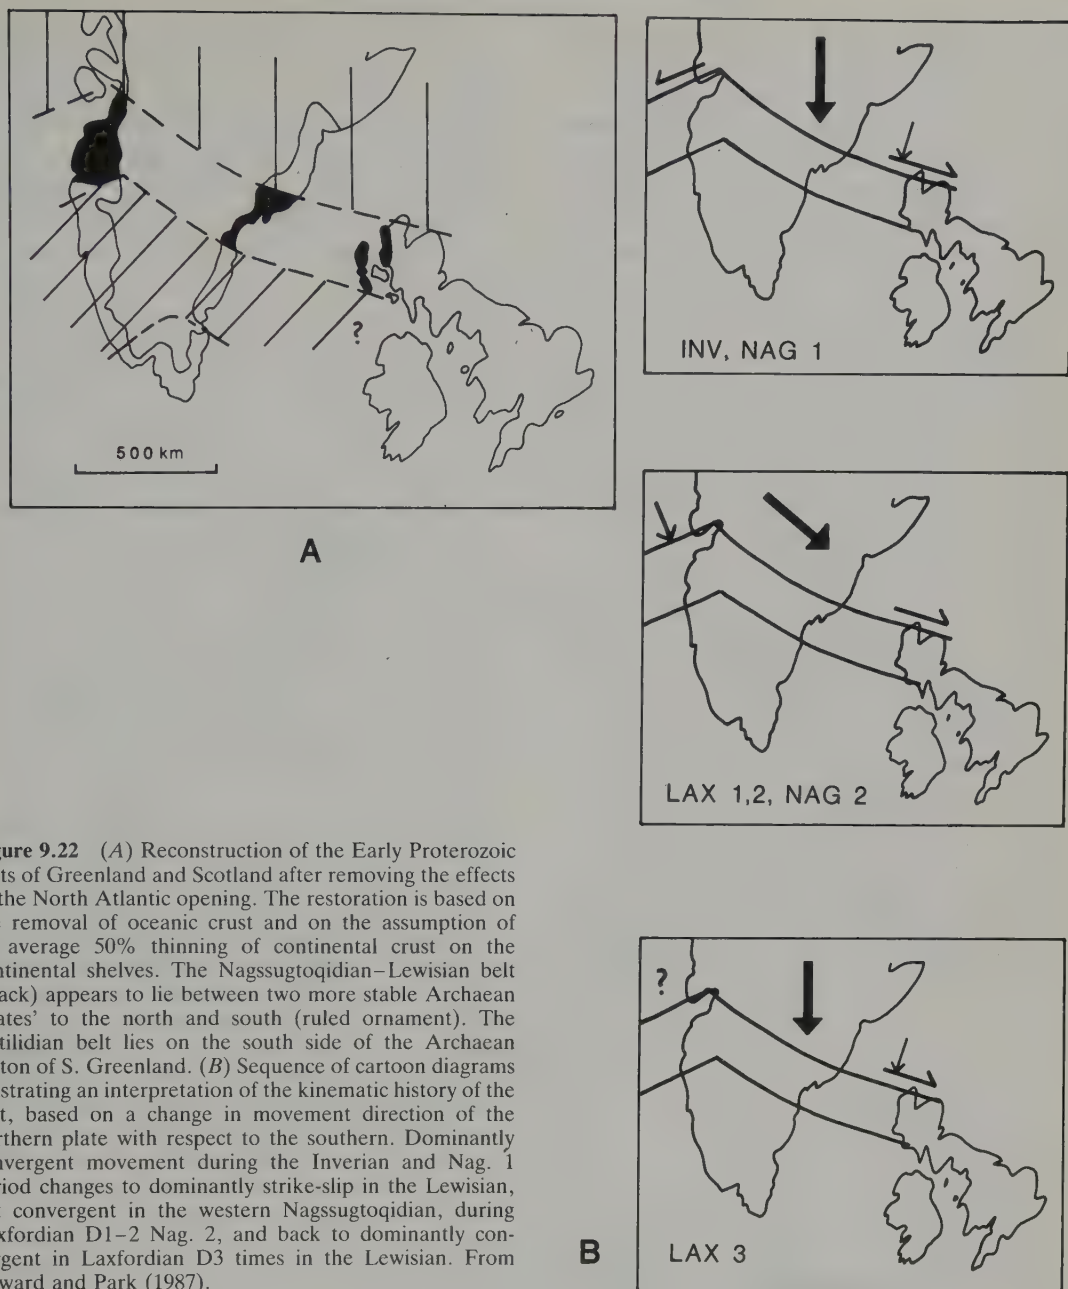 ?
500 km
A
INV, NAG 1
LAX 1,2, NAG 2
gure 9.22 (A) Reconstruction of the Early Proterozoic
ts of Greenland and Scotland after removing the effects
the North Atlantic opening. The restoration is based on
removal of oceanic crust and on the assumption of
average 50% thinning of continental crust on the
ntinental shelves. The Nagssugtoqidian–Lewisian belt
ack) appears to lie between two more stable Archaean
ates’ to the north and south (ruled ornament). The
tilidian belt lies on the south side of the Archaean
ton of S. Greenland. (B) Sequence of cartoon diagrams
strating an interpretation of the kinematic history of the
t, based on a change in movement direction of the
rthern plate with respect to the southern. Dominantly
nvergent movement during the Inverian and Nag. 1
riod changes to dominantly strike-slip in the Lewisian,
t convergent in the western Nagssugtoqidian, during
xfordian D1–2 Nag. 2, and back to dominantly con-
rgent in Laxfordian D3 times in the Lewisian. From
ward and Park (1987).
?
B
LAX 3